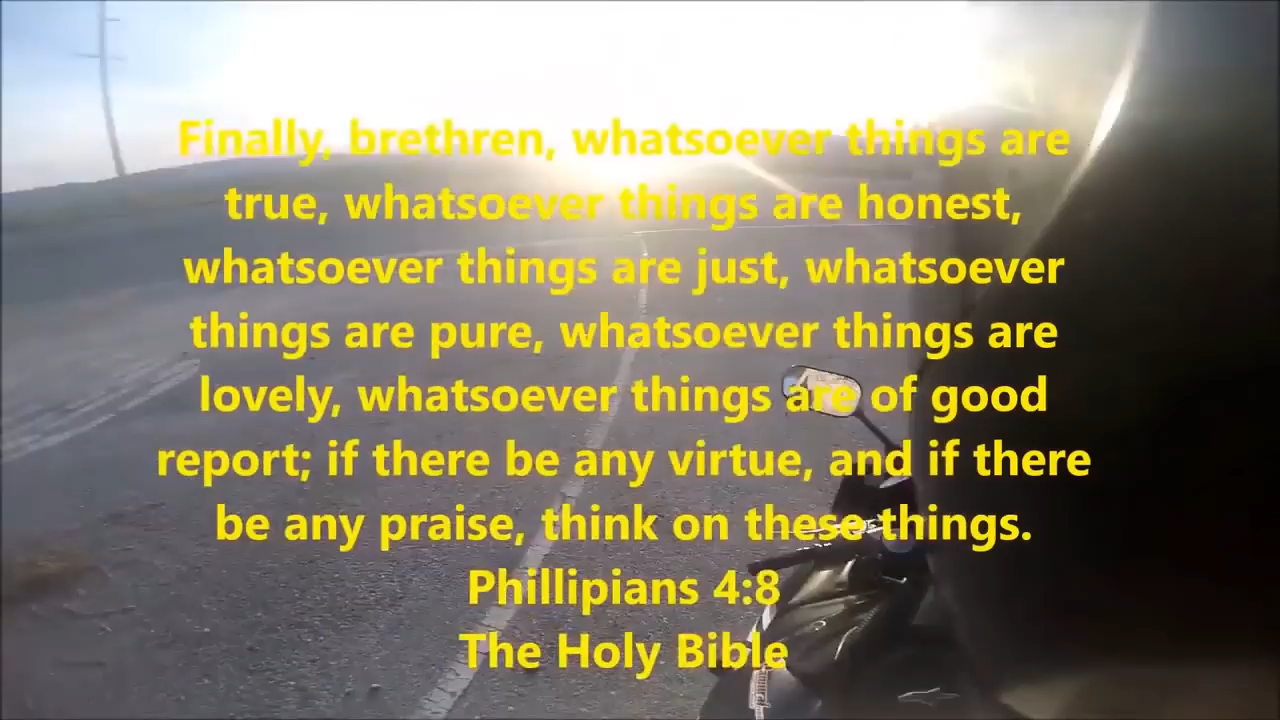 Finally, brethren, whatsoever things are
true, whatsoever things are honest,
whatsoever things are just, whatsoever
things are pure, whatsoever things are
lovely, whatsoever things are of good
report; if there be any virtue, and if there
be any praise, think on these things.
Phillipians 4:8
The Holy Bible